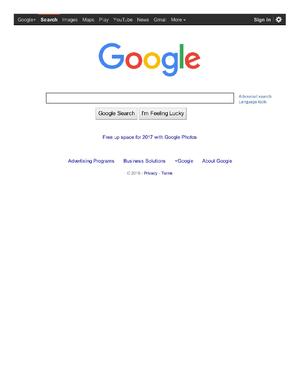 Google+ Search Images Maps Play YouTube News Gmail More Sign in
Google
Advanced search
Language tools
Google Search I'm Feeling Lucky
Free up space for 2017 with Google Photos
Advertising Programs Business Solutions +Google About Google
© 2016 - Privacy - Terms